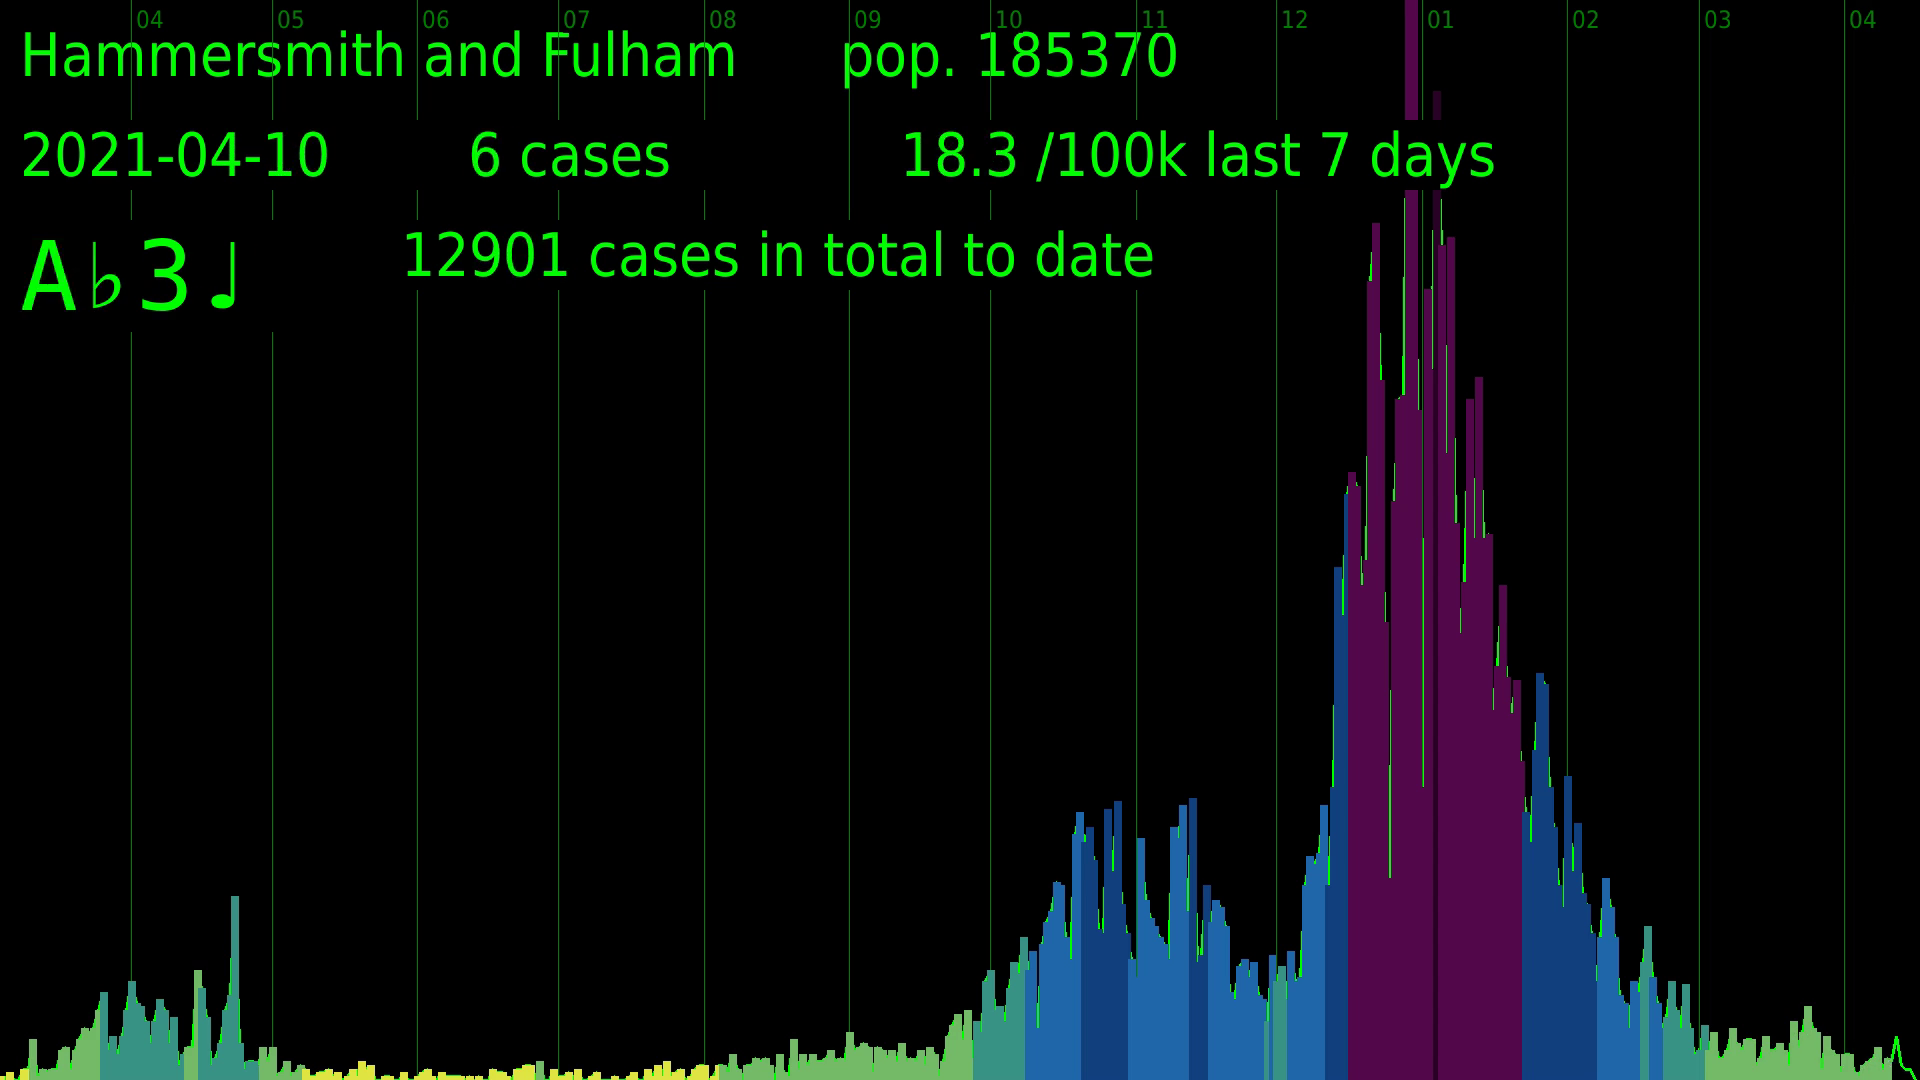 04 05 06 07 08 09 10 11 12 01 02 03 04
Hammersmith and Fulham pop. 185370
2021-04-10 6 cases 18.3 /100k last 7 days
A♭3♩ 12901 cases in total to date